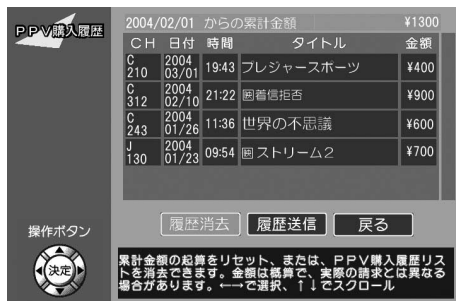 PPV購入履歴
2004/02/01 からの累計金額 ¥1300
CH 日付 時間 タイトル 金額
C 210 2004 03/01 19:43 プレジャースポーツ ¥400
C 312 2004 02/10 21:22 着信拒否 ¥900
C 243 2004 01/26 11:36 世界の不思議 ¥600
J 130 2004 01/23 09:54 ストリーム2 ¥700
履歴消去 履歴送信 戻る
操作ボタン
決定
累計金額の起算をリセット、または、PPV購入履歴リス
トを消去できます。金額は概算で、実際の請求とは異なる
場合があります。←→で選択、↑↓でスクロール